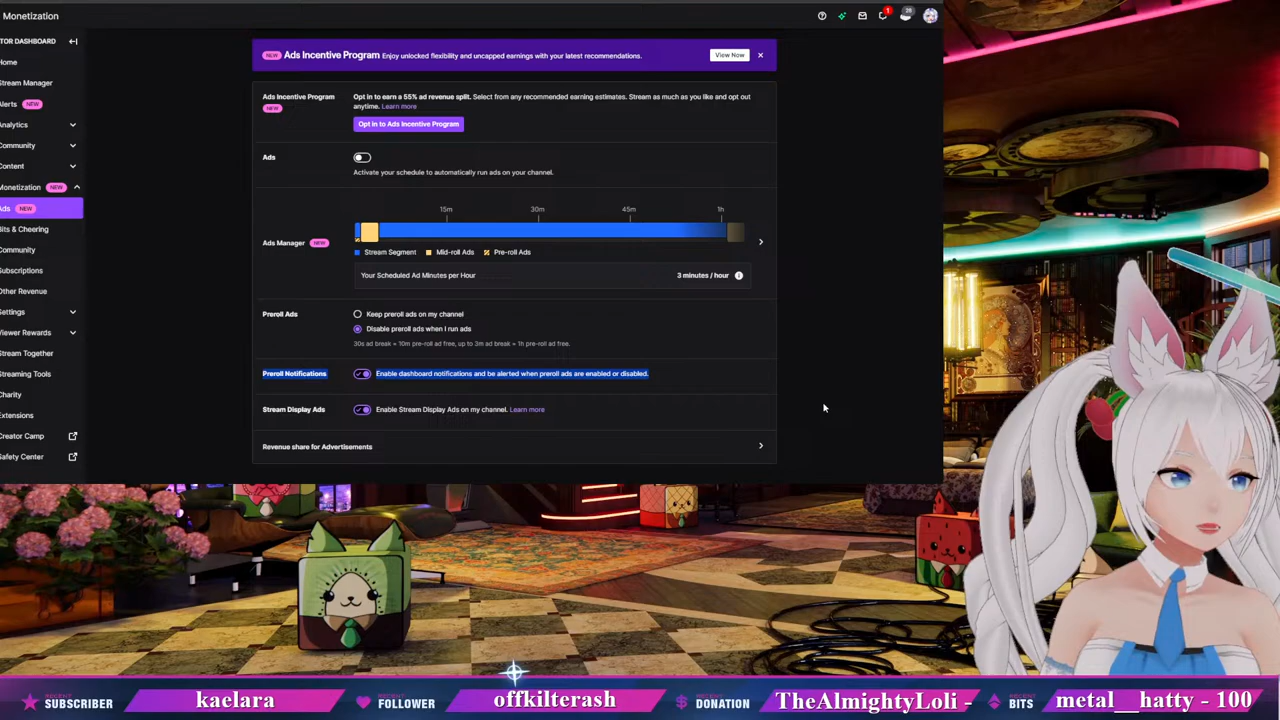 Monetization
1
38
TOR DASHBOARD
Home
Stream Manager
Alerts NEW
Analytics
Community
Content
Monetization NEW
Ads NEW
Bits & Cheering
Community
Subscriptions
Other Revenue
Settings
Viewer Rewards
Stream Together
Streaming Tools
Charity
Extensions
Creator Camp
Safety Center
NEW Ads Incentive Program Enjoy unlocked flexibility and uncapped earnings with your latest recommendations. View Now
Ads Incentive Program
NEW
Opt in to earn a 55% ad revenue split. Select from any recommended earning estimates. Stream as much as you like and opt out
anytime. Learn more
Opt in to Ads Incentive Program
Ads
Activate your schedule to automatically run ads on your channel.
15m 30m 45m 1h
Ads Manager NEW
Stream Segment Mid-roll Ads Pre-roll Ads
Your Scheduled Ad Minutes per Hour 3 minutes / hour
Preroll Ads
Keep preroll ads on my channel
Disable preroll ads when I run ads
30s ad break = 10m pre-roll ad free, up to 3m ad break = 1h pre-roll ad free.
Preroll Notifications Enable dashboard notifications and be alerted when preroll ads are enabled or disabled.
Stream Display Ads Enable Stream Display Ads on my channel. Learn more
Revenue share for Advertisements
RECENT SUBSCRIBER kaelara
RECENT FOLLOWER offkilterash
RECENT DONATION TheAlmightyLoli -
RECENT BITS metal__hatty - 100